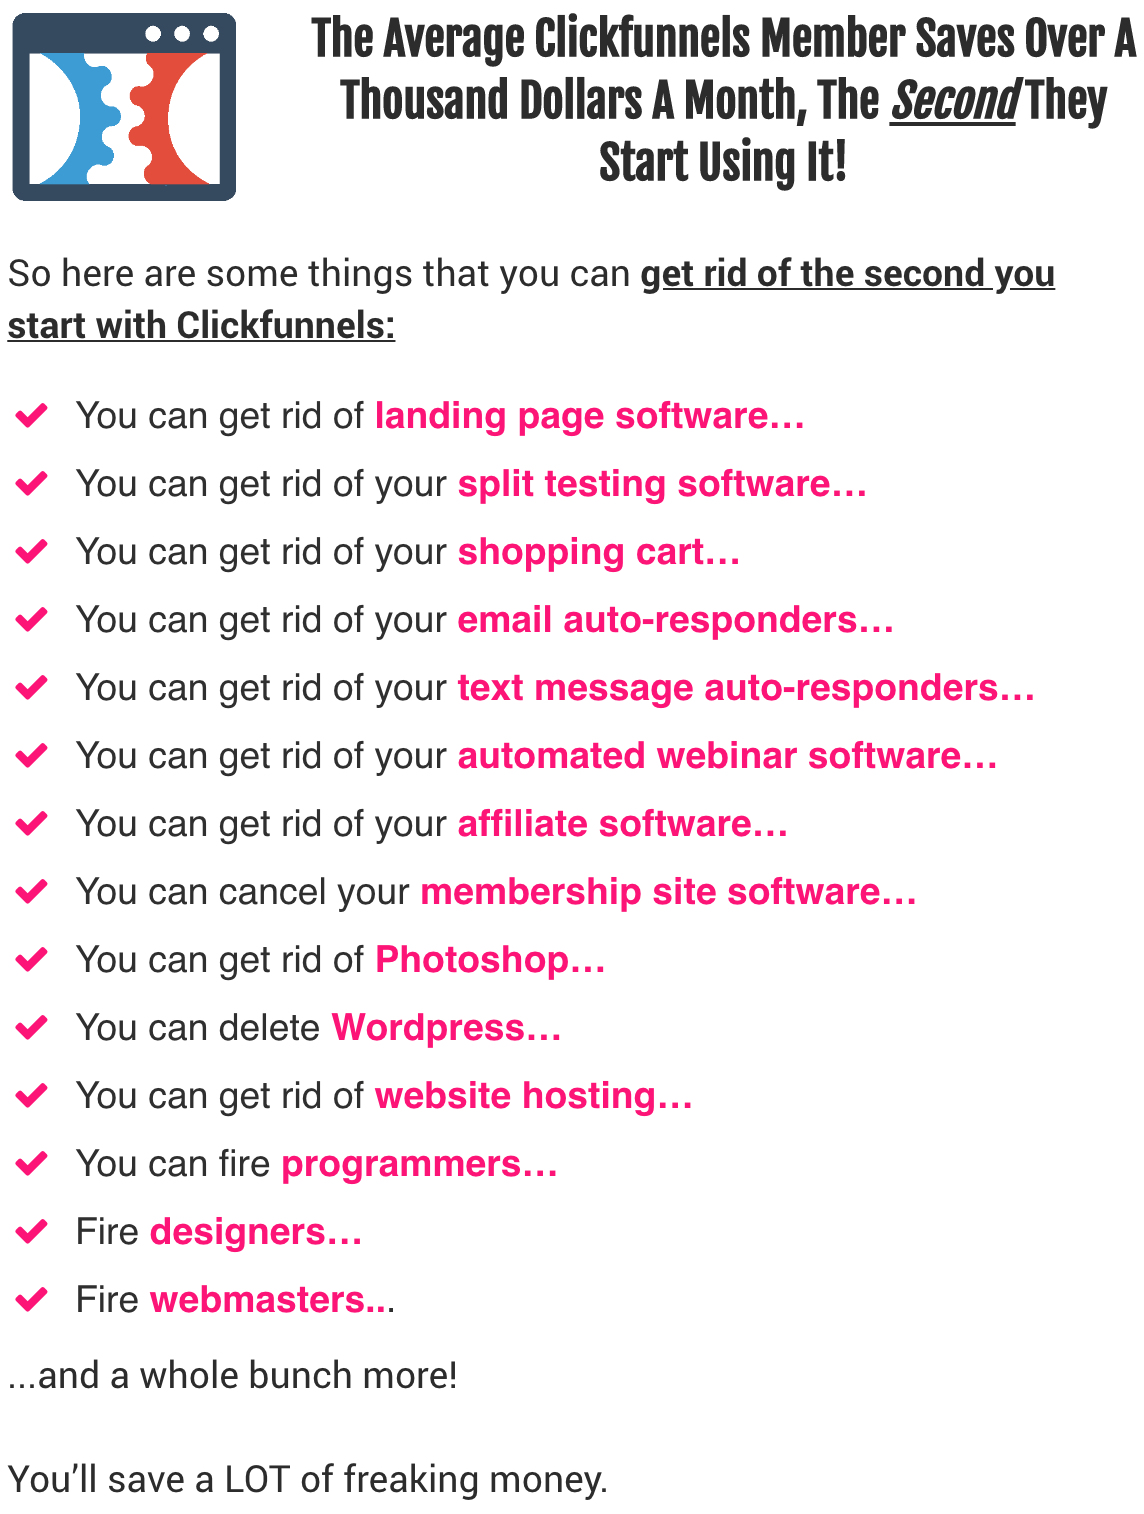 The Average Clickfunnels Member Saves Over A
Thousand Dollars A Month, The Second They
Start Using It!
So here are some things that you can get rid of the second you
start with Clickfunnels:
You can get rid of landing page software...
You can get rid of your split testing software...
You can get rid of your shopping cart...
You can get rid of your email auto-responders...
You can get rid of your text message auto-responders...
You can get rid of your automated webinar software...
You can get rid of your affiliate software...
You can cancel your membership site software...
You can get rid of Photoshop...
You can delete Wordpress...
You can get rid of website hosting...
You can fire programmers...
Fire designers...
Fire webmasters...
...and a whole bunch more!
You’ll save a LOT of freaking money.